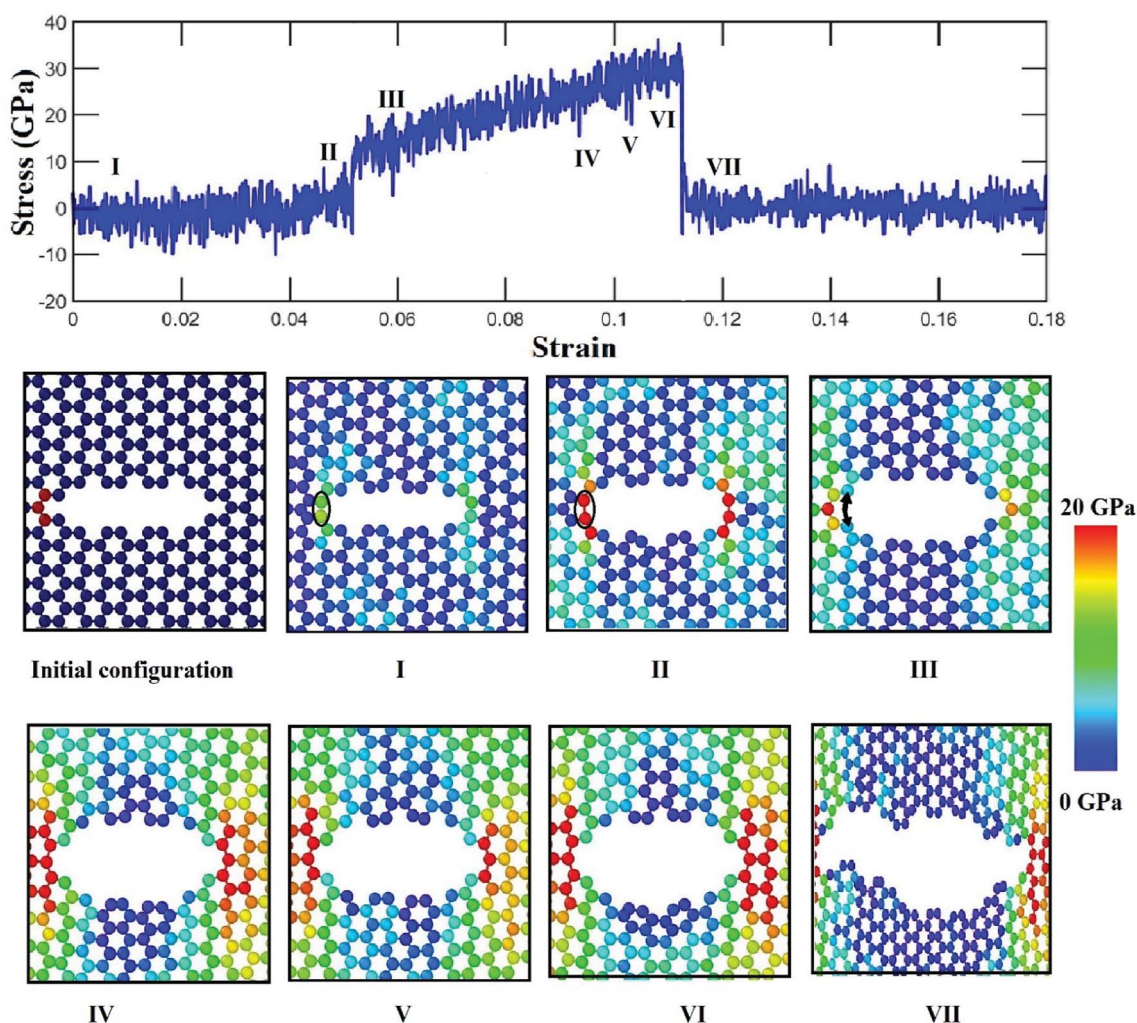 40
30
20
10
0
-10
-20
Stress (GPa)
I
II
III
IV
V
VI
VII
0 0.02 0.04 0.06 0.08 0.1 0.12 0.14 0.16 0.18
Strain
Initial configuration I II III
20 GPa
0 GPa
IV V VI VII